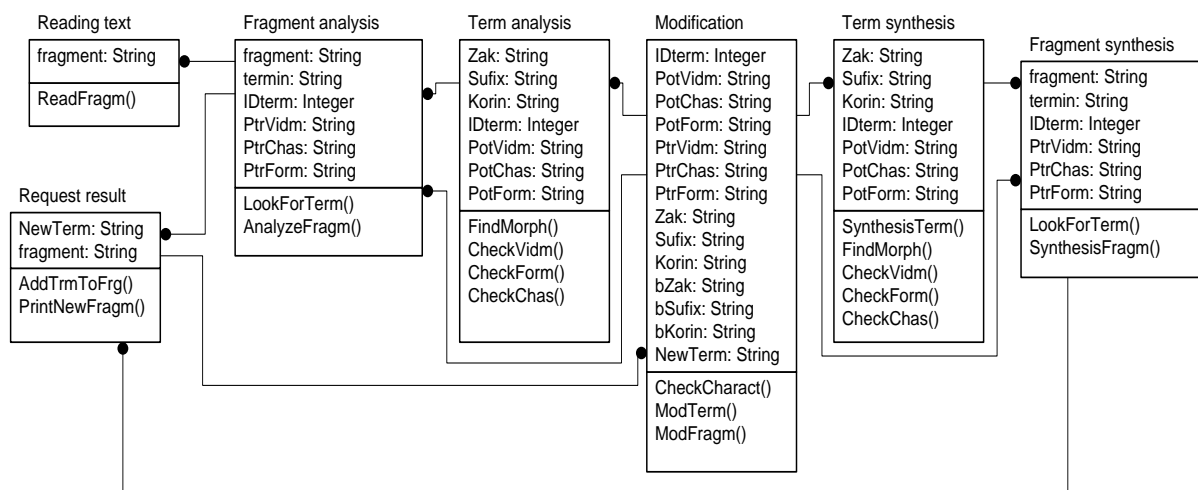 Reading text
fragment: String
ReadFragm()
Fragment analysis
fragment: String
termin: String
IDterm: Integer
PtrVidm: String
PtrChas: String
PtrForm: String
LookForTerm()
AnalyzeFragm()
Term analysis
Zak: String
Sufix: String
Korin: String
IDterm: Integer
PotVidm: String
PotChas: String
PotForm: String
FindMorph()
CheckVidm()
CheckForm()
CheckChas()
Modification
IDterm: Integer
PotVidm: String
PotChas: String
PotForm: String
PtrVidm: String
PtrChas: String
PtrForm: String
Zak: String
Sufix: String
Korin: String
bZak: String
bSufix: String
bKorin: String
NewTerm: String
CheckCharact()
ModTerm()
ModFragm()
Term synthesis
Zak: String
Sufix: String
Korin: String
IDterm: Integer
PotVidm: String
PotChas: String
PotForm: String
SynthesisTerm()
FindMorph()
CheckVidm()
CheckForm()
CheckChas()
Fragment synthesis
fragment: String
termin: String
IDterm: Integer
PtrVidm: String
PtrChas: String
PtrForm: String
LookForTerm()
SynthesisFragm()
Request result
NewTerm: String
fragment: String
AddTrmToFrg()
PrintNewFragm()